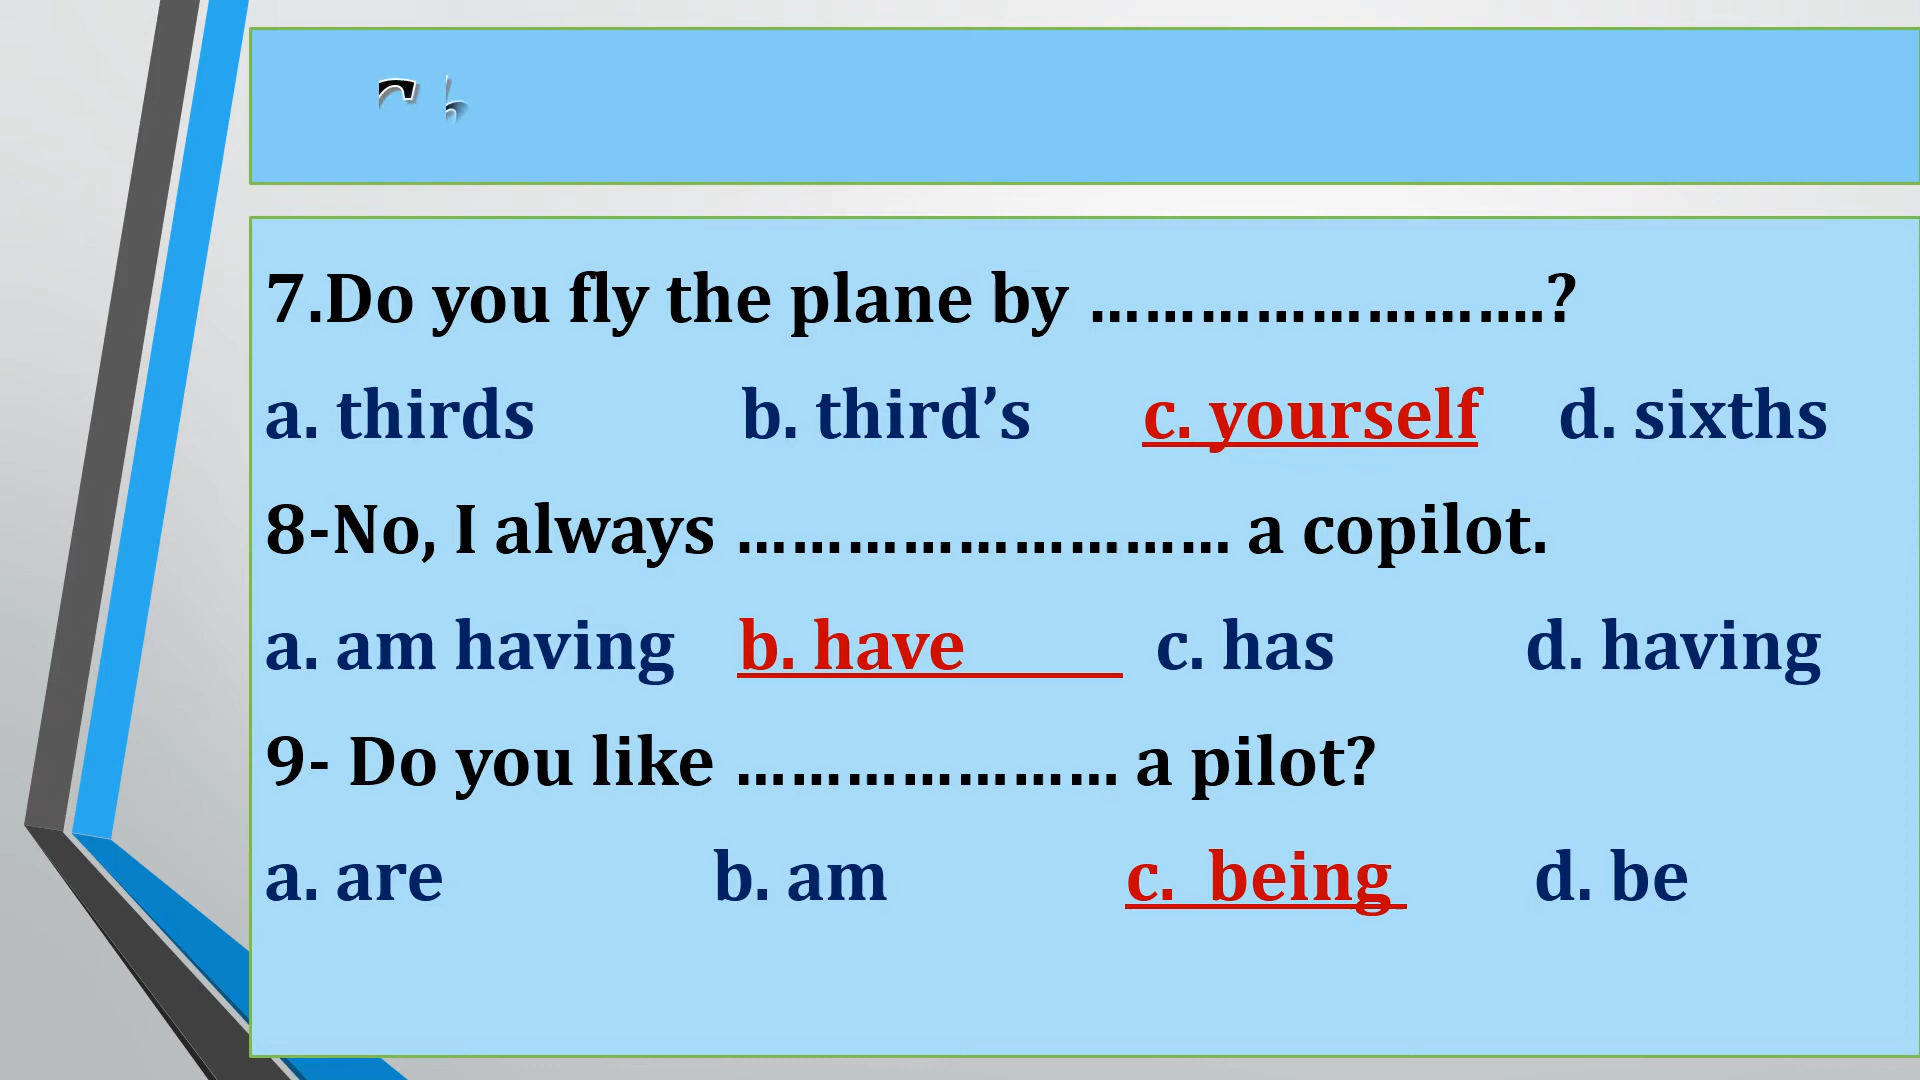 7.Do you fly the plane by …………………….?
a. thirds b. third’s c. yourself d. sixths
8-No, I always ……………………… a copilot.
a. am having b. have c. has d. having
9- Do you like ………………… a pilot?
a. are b. am c. being d. be